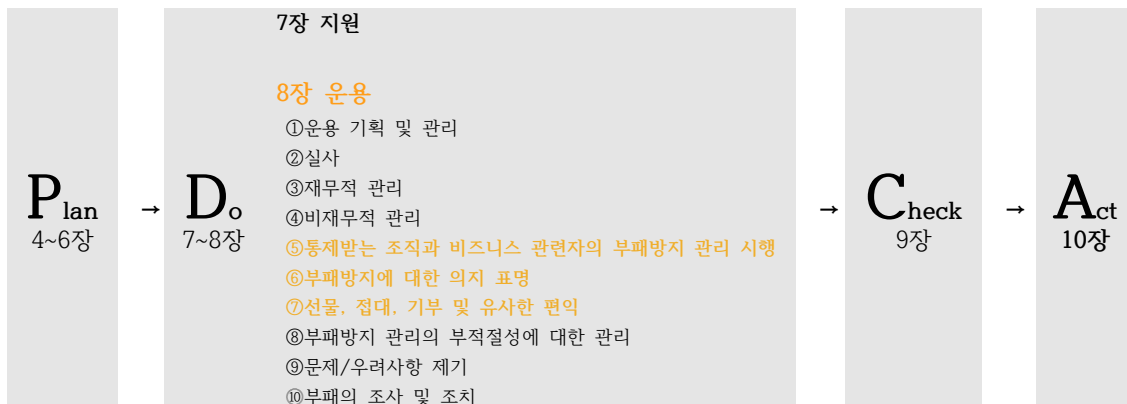 Plan
4~6장
→
Do
7~8장
7장 지원
8장 운용
①운용 기획 및 관리
②실사
③재무적 관리
④비재무적 관리
⑤통제받는 조직과 비즈니스 관련자의 부패방지 관리 시행
⑥부패방지에 대한 의지 표명
⑦선물, 접대, 기부 및 유사한 편익
⑧부패방지 관리의 부적절성에 대한 관리
⑨문제/우려사항 제기
⑩부패의 조사 및 조치
→
Check
9장
→
Act
10장